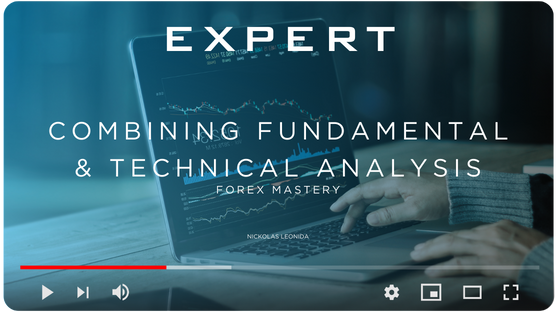 EXPERT
COMBINING FUNDAMENTAL
& TECHNICAL ANALYSIS
FOREX MASTERY
NICKOLAS LEONIDA